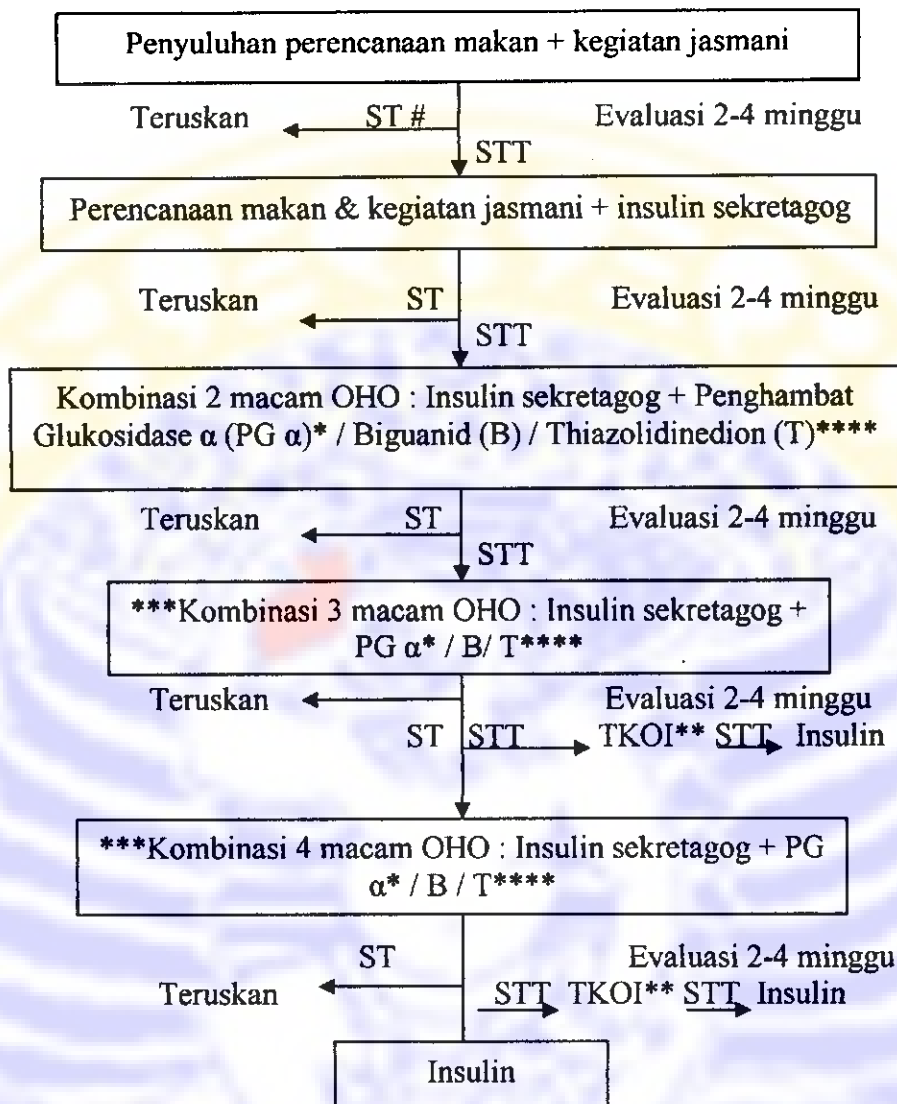 Penyuluhan perencanaan makan + kegiatan jasmani
Teruskan ST # Evaluasi 2-4 minggu
STT
Perencanaan makan & kegiatan jasmani + insulin sekretagog
Teruskan ST Evaluasi 2-4 minggu
STT
Kombinasi 2 macam OHO : Insulin sekretagog + Penghambat
Glukosidase α (PG α)* / Biguanid (B) / Thiazolidinedion (T)****
Teruskan ST Evaluasi 2-4 minggu
STT
***Kombinasi 3 macam OHO : Insulin sekretagog +
PG α* / B/ T****
Teruskan Evaluasi 2-4 minggu
ST STT TKOI** STT Insulin
***Kombinasi 4 macam OHO : Insulin sekretagog + PG
α* / B / T****
ST Evaluasi 2-4 minggu
Teruskan STT TKOI** STT Insulin
Insulin